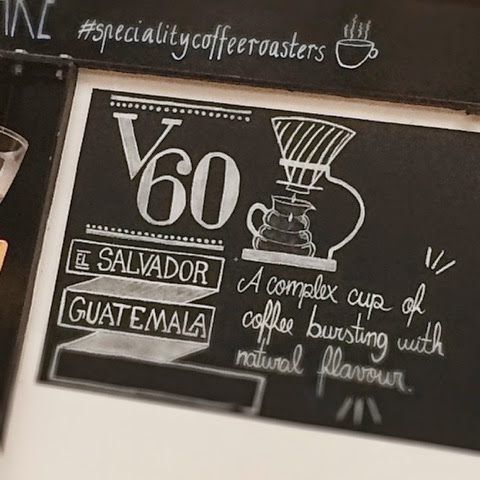 #specialitycoffeeroasters
V60
EL SALVADOR
GUATEMALA
A complex cup of
coffee bursting with
natural flavour.